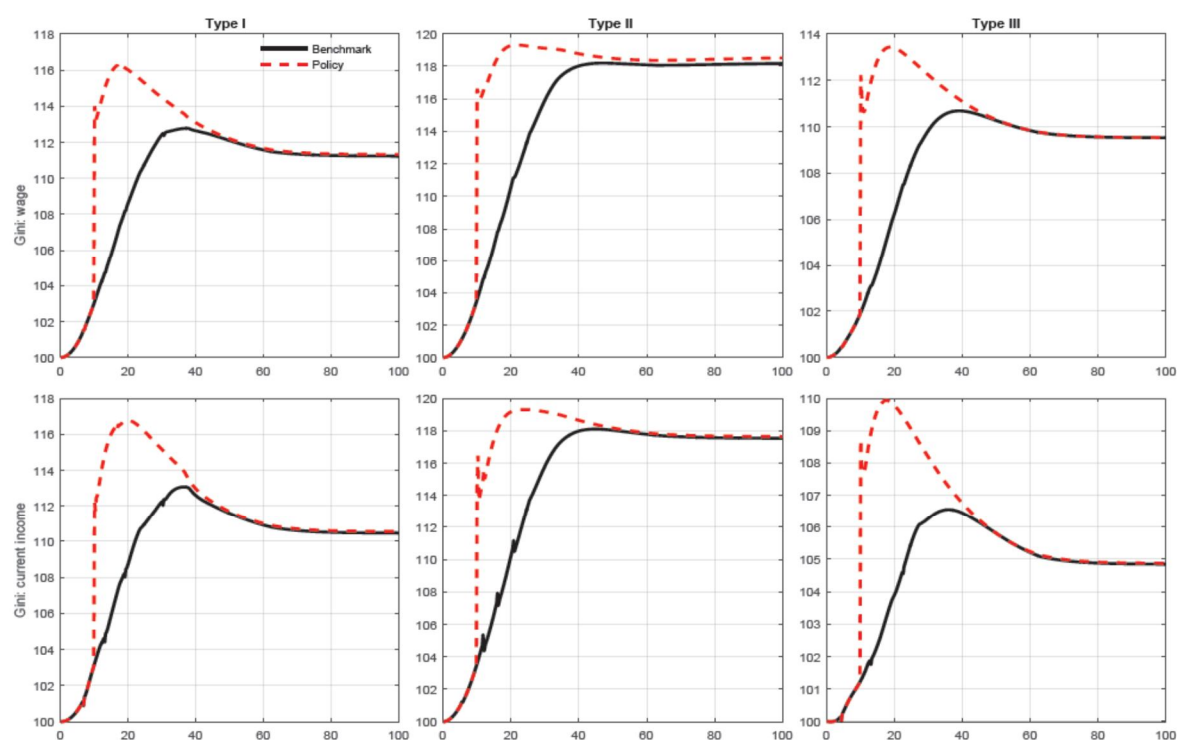 Type I Type II Type III
118 120 114
Benchmark
Policy
116 118 112
114 116 110
112 114 108
110 112 106
108 110 104
106 108 102
104 106 100
102 104
100 102
100
Gini: wage
0 20 40 60 80 100 0 20 40 60 80 100 0 20 40 60 80 100
118 120 110
116 118 109
114 116 108
112 114 107
110 112 106
108 110 105
106 108 104
104 106 103
102 104 102
100 102 101
100 100
Gini: current income
0 20 40 60 80 100 0 20 40 60 80 100 0 20 40 60 80 100